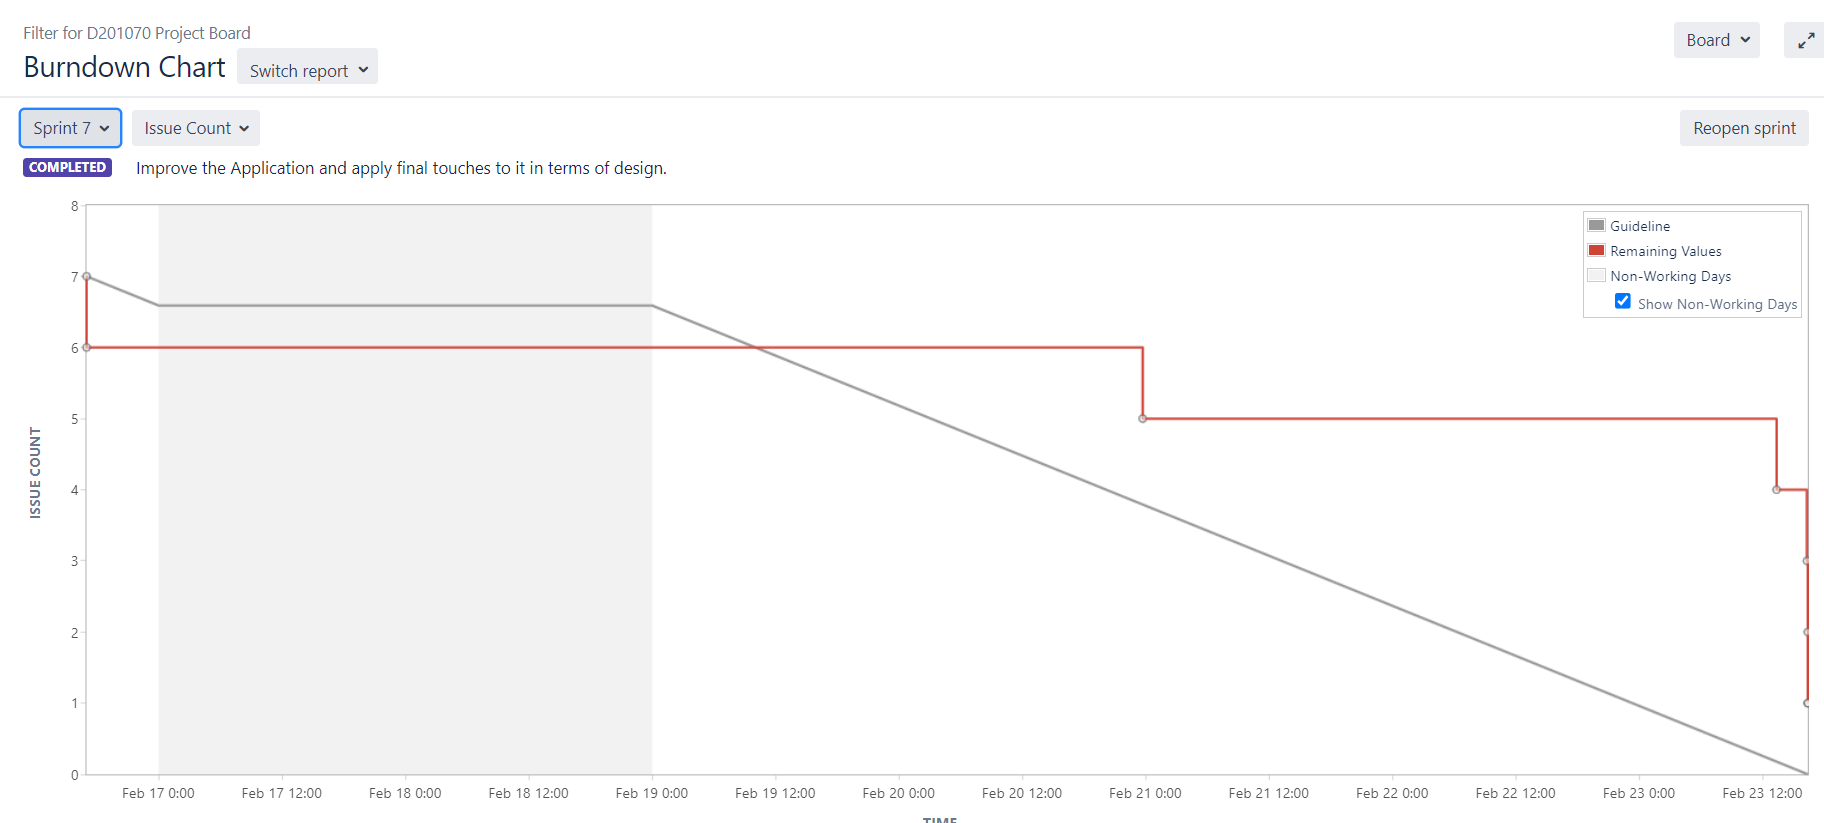 Filter for D201070 Project Board
Burndown Chart
Switch report
Board
Sprint 7
Issue Count
Reopen sprint
COMPLETED
Improve the Application and apply final touches to it in terms of design.
Guideline
Remaining Values
Non-Working Days
Show Non-Working Days
ISSUE COUNT
8
7
6
5
4
3
2
1
0
Feb 17 0:00 Feb 17 12:00 Feb 18 0:00 Feb 18 12:00 Feb 19 0:00 Feb 19 12:00 Feb 20 0:00 Feb 20 12:00 Feb 21 0:00 Feb 21 12:00 Feb 22 0:00 Feb 22 12:00 Feb 23 0:00 Feb 23 12:00
TIME